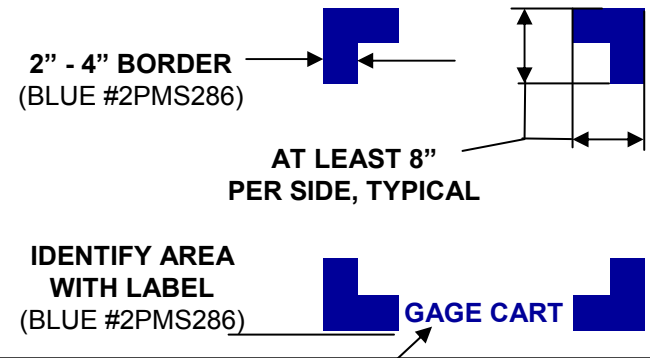 2” - 4” BORDER
(BLUE #2PMS286)
AT LEAST 8”
PER SIDE, TYPICAL
IDENTIFY AREA
WITH LABEL
(BLUE #2PMS286)
GAGE CART